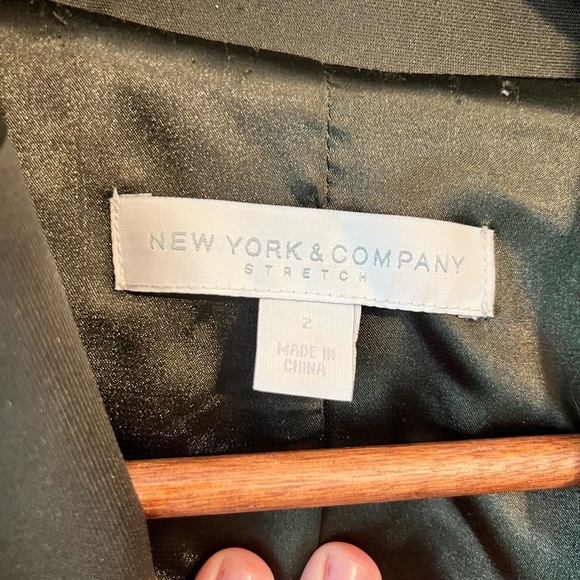 NEW YORK & COMPANY
STRETCH
2
MADE IN
CHINA